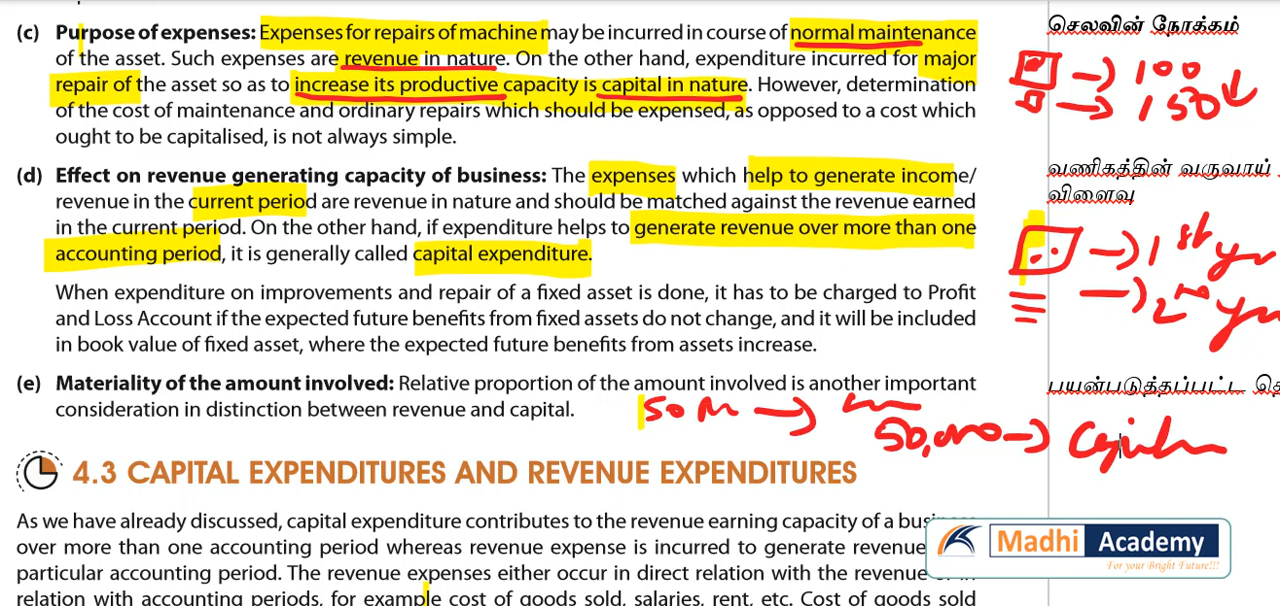 (c) Purpose of expenses: Expenses for repairs of machine may be incurred in course of normal maintenance
of the asset. Such expenses are revenue in nature. On the other hand, expenditure incurred for major
repair of the asset so as to increase its productive capacity is capital in nature. However, determination
of the cost of maintenance and ordinary repairs which should be expensed, as opposed to a cost which
ought to be capitalised, is not always simple.
செலவின் நோக்கம்
100
150
(d) Effect on revenue generating capacity of business: The expenses which help to generate income/
revenue in the current period are revenue in nature and should be matched against the revenue earned
in the current period. On the other hand, if expenditure helps to generate revenue over more than one
accounting period, it is generally called capital expenditure.
வணிகத்தின் வருவாய்
விளைவு
1st yr
2nd yr
When expenditure on improvements and repair of a fixed asset is done, it has to be charged to Profit
and Loss Account if the expected future benefits from fixed assets do not change, and it will be included
in book value of fixed asset, where the expected future benefits from assets increase.
(e) Materiality of the amount involved: Relative proportion of the amount involved is another important
consideration in distinction between revenue and capital.
பயன்படுத்தப்பட்ட
50 m
50,000
4.3 CAPITAL EXPENDITURES AND REVENUE EXPENDITURES
As we have already discussed, capital expenditure contributes to the revenue earning capacity of a
over more than one accounting period whereas revenue expense is incurred to generate revenue
particular accounting period. The revenue expenses either occur in direct relation with the revenue
relation with accounting periods, for example cost of goods sold, salaries, rent, etc. Cost of goods sold
Madhi Academy
For your Bright Future!!!